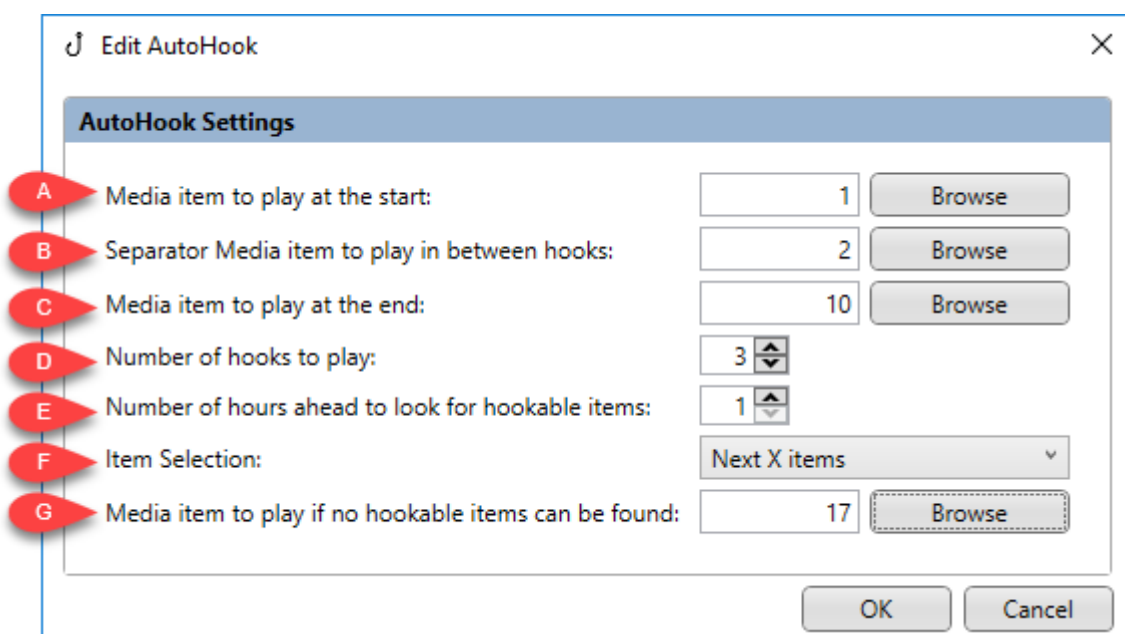 Edit AutoHook
AutoHook Settings
A Media item to play at the start: 1 Browse
B Separator Media item to play in between hooks: 2 Browse
C Media item to play at the end: 10 Browse
D Number of hooks to play: 3
E Number of hours ahead to look for hookable items: 1
F Item Selection: Next X items
G Media item to play if no hookable items can be found: 17 Browse
OK Cancel